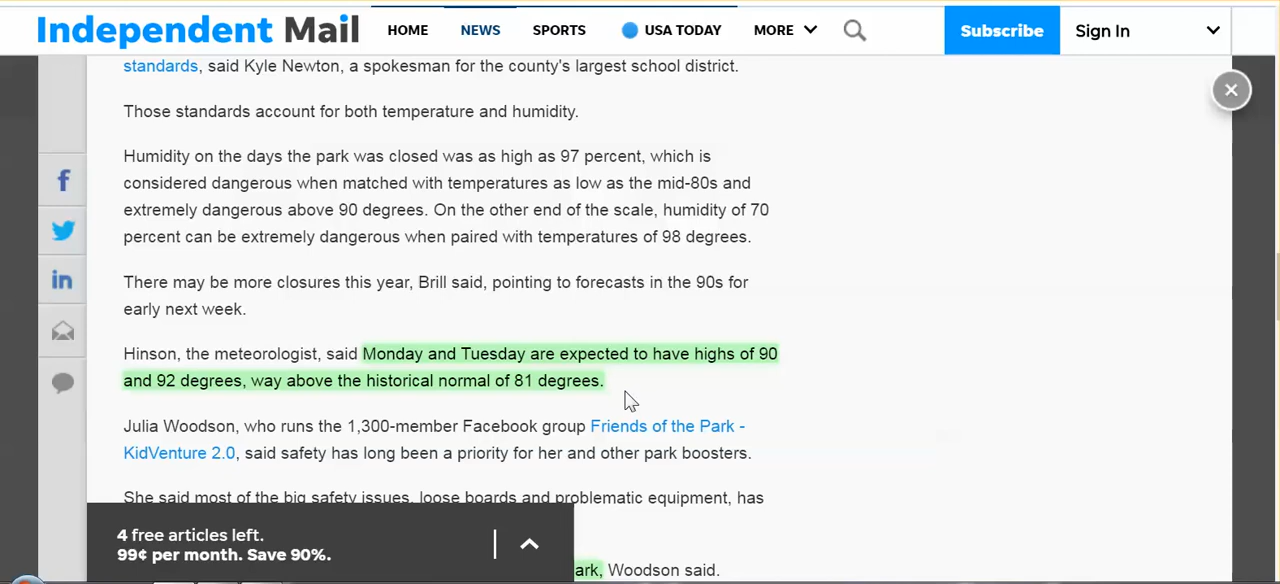 Independent Mail
HOME NEWS SPORTS USA TODAY MORE Subscribe Sign In
standards, said Kyle Newton, a spokesman for the county's largest school district.
Those standards account for both temperature and humidity.
Humidity on the days the park was closed was as high as 97 percent, which is
considered dangerous when matched with temperatures as low as the mid-80s and
extremely dangerous above 90 degrees. On the other end of the scale, humidity of 70
percent can be extremely dangerous when paired with temperatures of 98 degrees.
There may be more closures this year, Brill said, pointing to forecasts in the 90s for
early next week.
Hinson, the meteorologist, said Monday and Tuesday are expected to have highs of 90
and 92 degrees, way above the historical normal of 81 degrees.
Julia Woodson, who runs the 1,300-member Facebook group Friends of the Park -
KidVenture 2.0, said safety has long been a priority for her and other park boosters.
She said most of the big safety issues, loose boards and problematic equipment, has
4 free articles left.
99¢ per month. Save 90%.
ark, Woodson said.